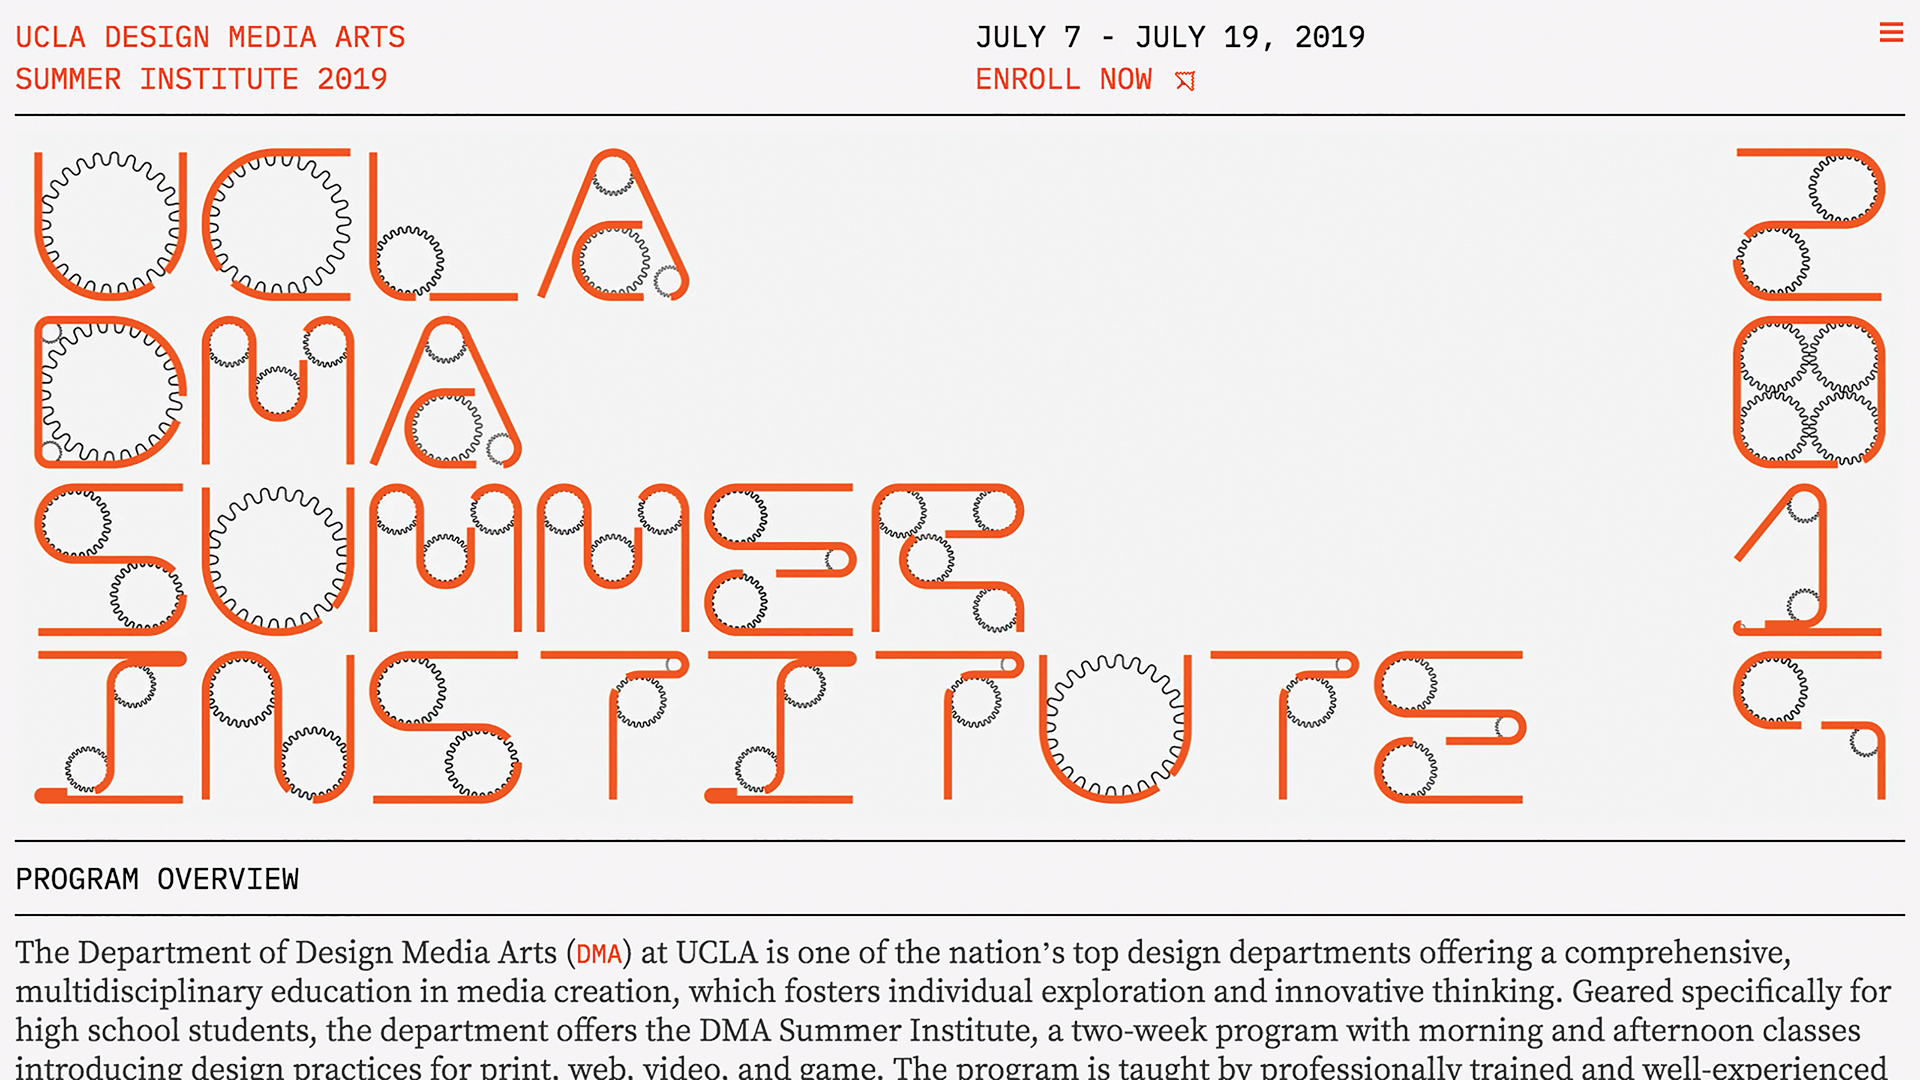 UCLA DESIGN MEDIA ARTS
SUMMER INSTITUTE 2019
JULY 7 - JULY 19, 2019
ENROLL NOW
UCLA 2
DMA 0
SUMMER 1
INSTITUTE 9
PROGRAM OVERVIEW
The Department of Design Media Arts (DMA) at UCLA is one of the nation’s top design departments offering a comprehensive,
multidisciplinary education in media creation, which fosters individual exploration and innovative thinking. Geared specifically for
high school students, the department offers the DMA Summer Institute, a two-week program with morning and afternoon classes
introducing design practices for print, web, video, and game. The program is taught by professionally trained and well-experienced